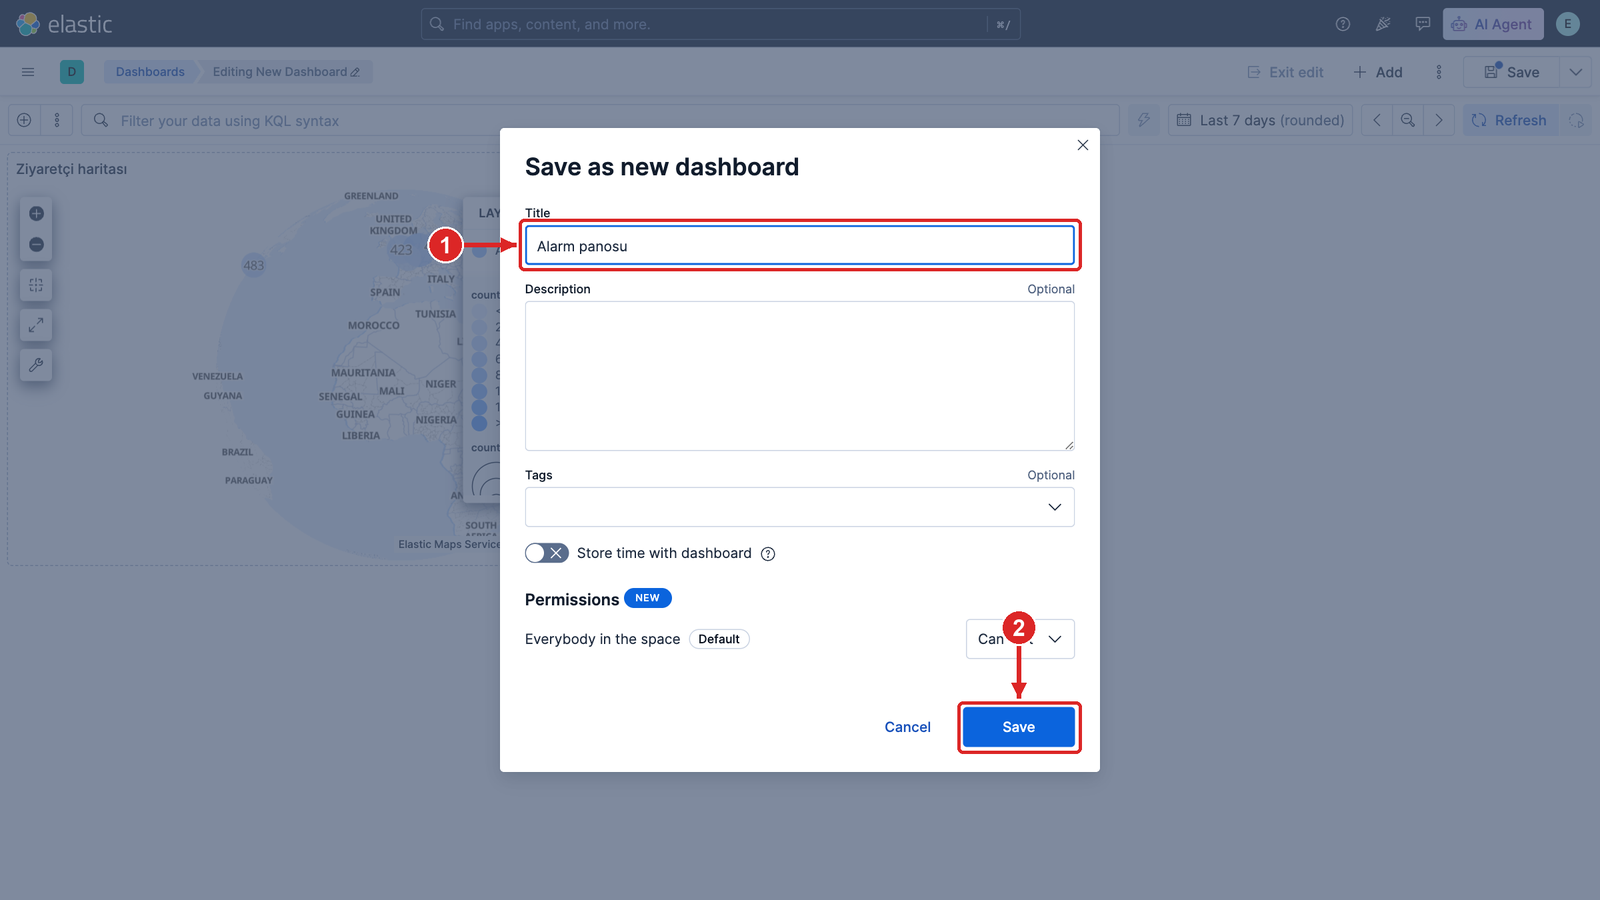 elastic
Find apps, content, and more.
⌘/
AI Agent
E
D
Dashboards
Editing New Dashboard
Exit edit
Add
Save
Filter your data using KQL syntax
Last 7 days (rounded)
Refresh
Ziyaretçi haritası
GREENLAND
UNITED
KINGDOM
423
483
ITALY
SPAIN
TUNISIA
MOROCCO
MAURITANIA
NIGER
MALI
SENEGAL
GUINEA
NIGERIA
LIBERIA
VENEZUELA
GUYANA
BRAZIL
PARAGUAY
SOUTH
Elastic Maps Service
LAY
count
count
Save as new dashboard
Title
1
Alarm panosu
Description
Optional
Tags
Optional
Store time with dashboard
Permissions
NEW
Everybody in the space
Default
Can
2
Cancel
Save